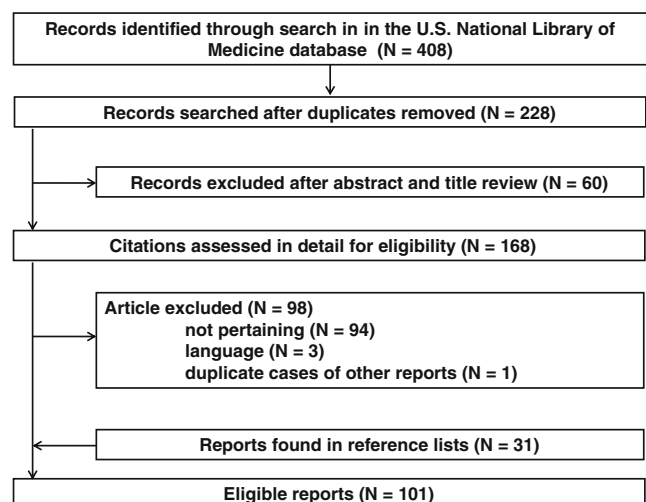 Records identified through search in in the U.S. National Library of
Medicine database (N = 408)
Records searched after duplicates removed (N = 228)
Records excluded after abstract and title review (N = 60)
Citations assessed in detail for eligibility (N = 168)
Article excluded (N = 98)
not pertaining (N = 94)
language (N = 3)
duplicate cases of other reports (N = 1)
Reports found in reference lists (N = 31)
Eligible reports (N = 101)